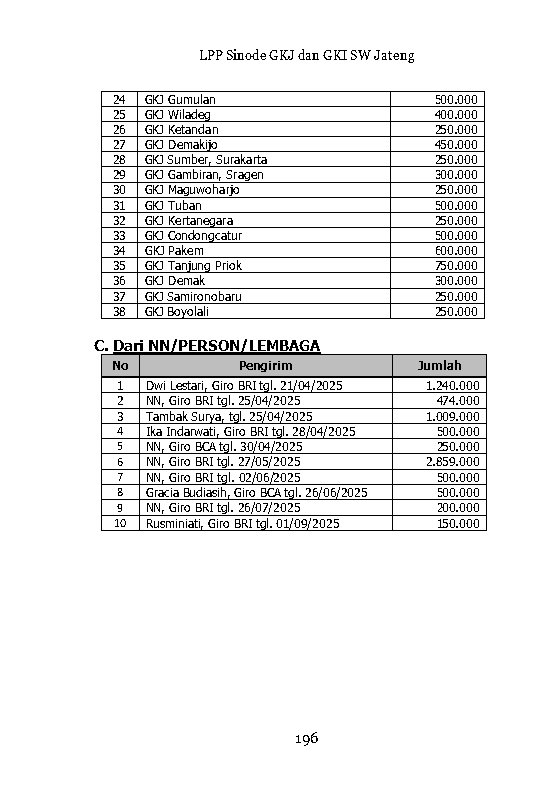 LPP Sinode GKJ dan GKI SW Jateng
24 GKJ Gumulan 500.000
25 GKJ Wiladeg 400.000
26 GKJ Ketandan 250.000
27 GKJ Demakijo 450.000
28 GKJ Sumber, Surakarta 250.000
29 GKJ Gambiran, Sragen 300.000
30 GKJ Maguwoharjo 250.000
31 GKJ Tuban 500.000
32 GKJ Kertanegara 250.000
33 GKJ Condongcatur 500.000
34 GKJ Pakem 600.000
35 GKJ Tanjung Priok 750.000
36 GKJ Demak 300.000
37 GKJ Samironobaru 250.000
38 GKJ Boyolali 250.000
C. Dari NN/PERSON/LEMBAGA
No Pengirim Jumlah
1 Dwi Lestari, Giro BRI tgl. 21/04/2025 1.240.000
2 NN, Giro BRI tgl. 25/04/2025 474.000
3 Tambak Surya, tgl. 25/04/2025 1.009.000
4 Ika Indarwati, Giro BRI tgl. 28/04/2025 500.000
5 NN, Giro BCA tgl. 30/04/2025 250.000
6 NN, Giro BRI tgl. 27/05/2025 2.859.000
7 NN, Giro BRI tgl. 02/06/2025 500.000
8 Gracia Budiasih, Giro BCA tgl. 26/06/2025 500.000
9 NN, Giro BRI tgl. 26/07/2025 200.000
10 Rusminiati, Giro BRI tgl. 01/09/2025 150.000
196